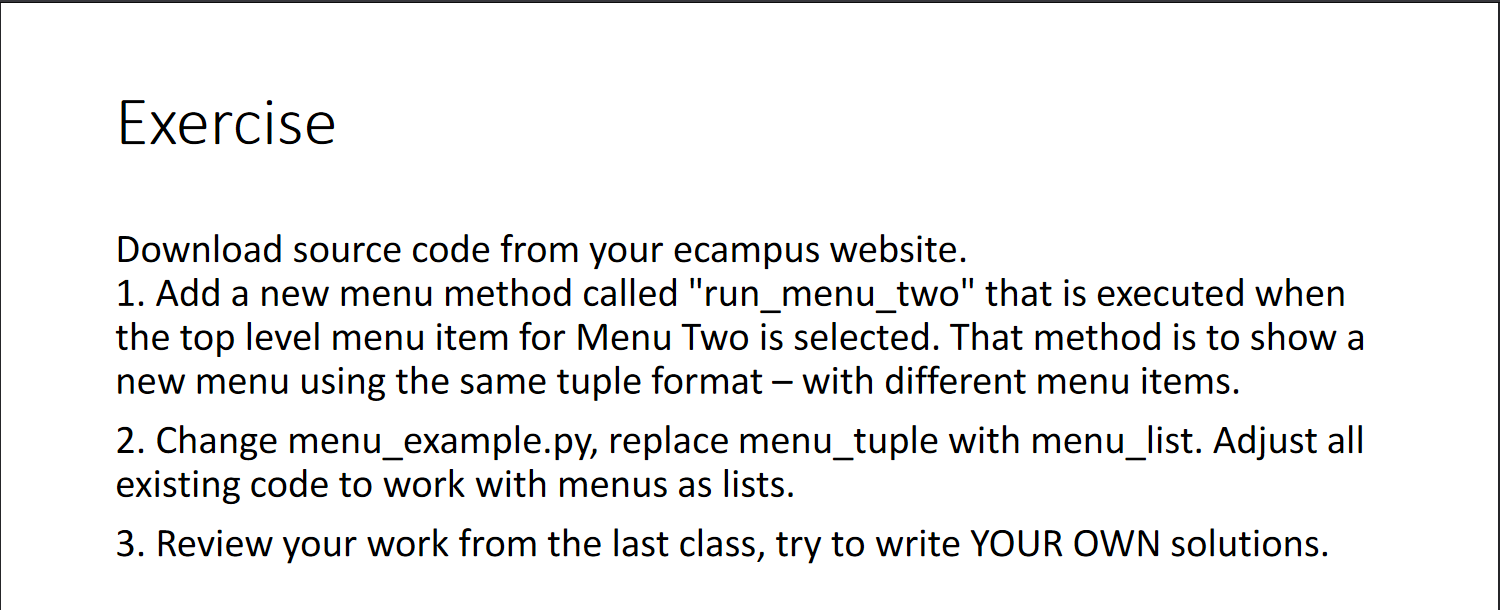 Exercise
Download source code from your ecampus website.
1. Add a new menu method called "run_menu_two" that is executed when
the top level menu item for Menu Two is selected. That method is to show a
new menu using the same tuple format – with different menu items.
2. Change menu_example.py, replace menu_tuple with menu_list. Adjust all
existing code to work with menus as lists.
3. Review your work from the last class, try to write YOUR OWN solutions.